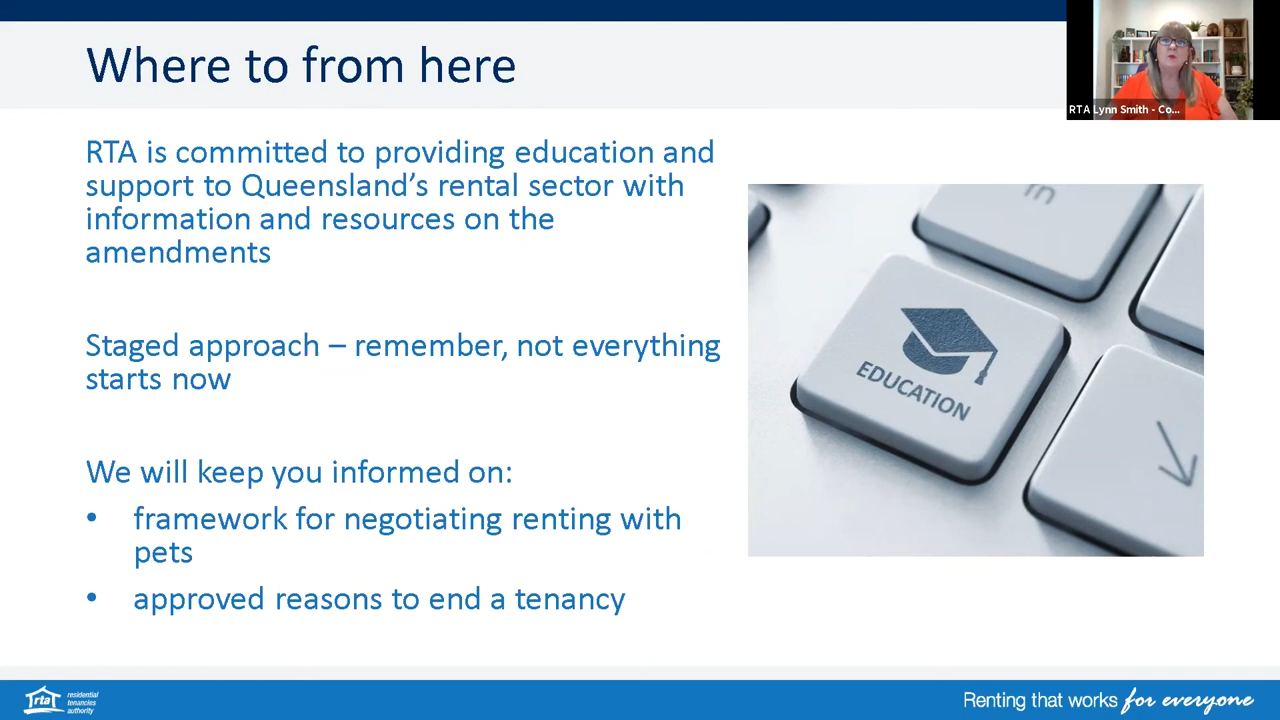 Where to from here
RTA Lynn Smith - Co...
RTA is committed to providing education and
support to Queensland’s rental sector with
information and resources on the
amendments
Staged approach – remember, not everything
starts now
We will keep you informed on:
• framework for negotiating renting with
pets
• approved reasons to end a tenancy
in
EDUCATION
rta
residential
tenancies
authority
Renting that works for everyone